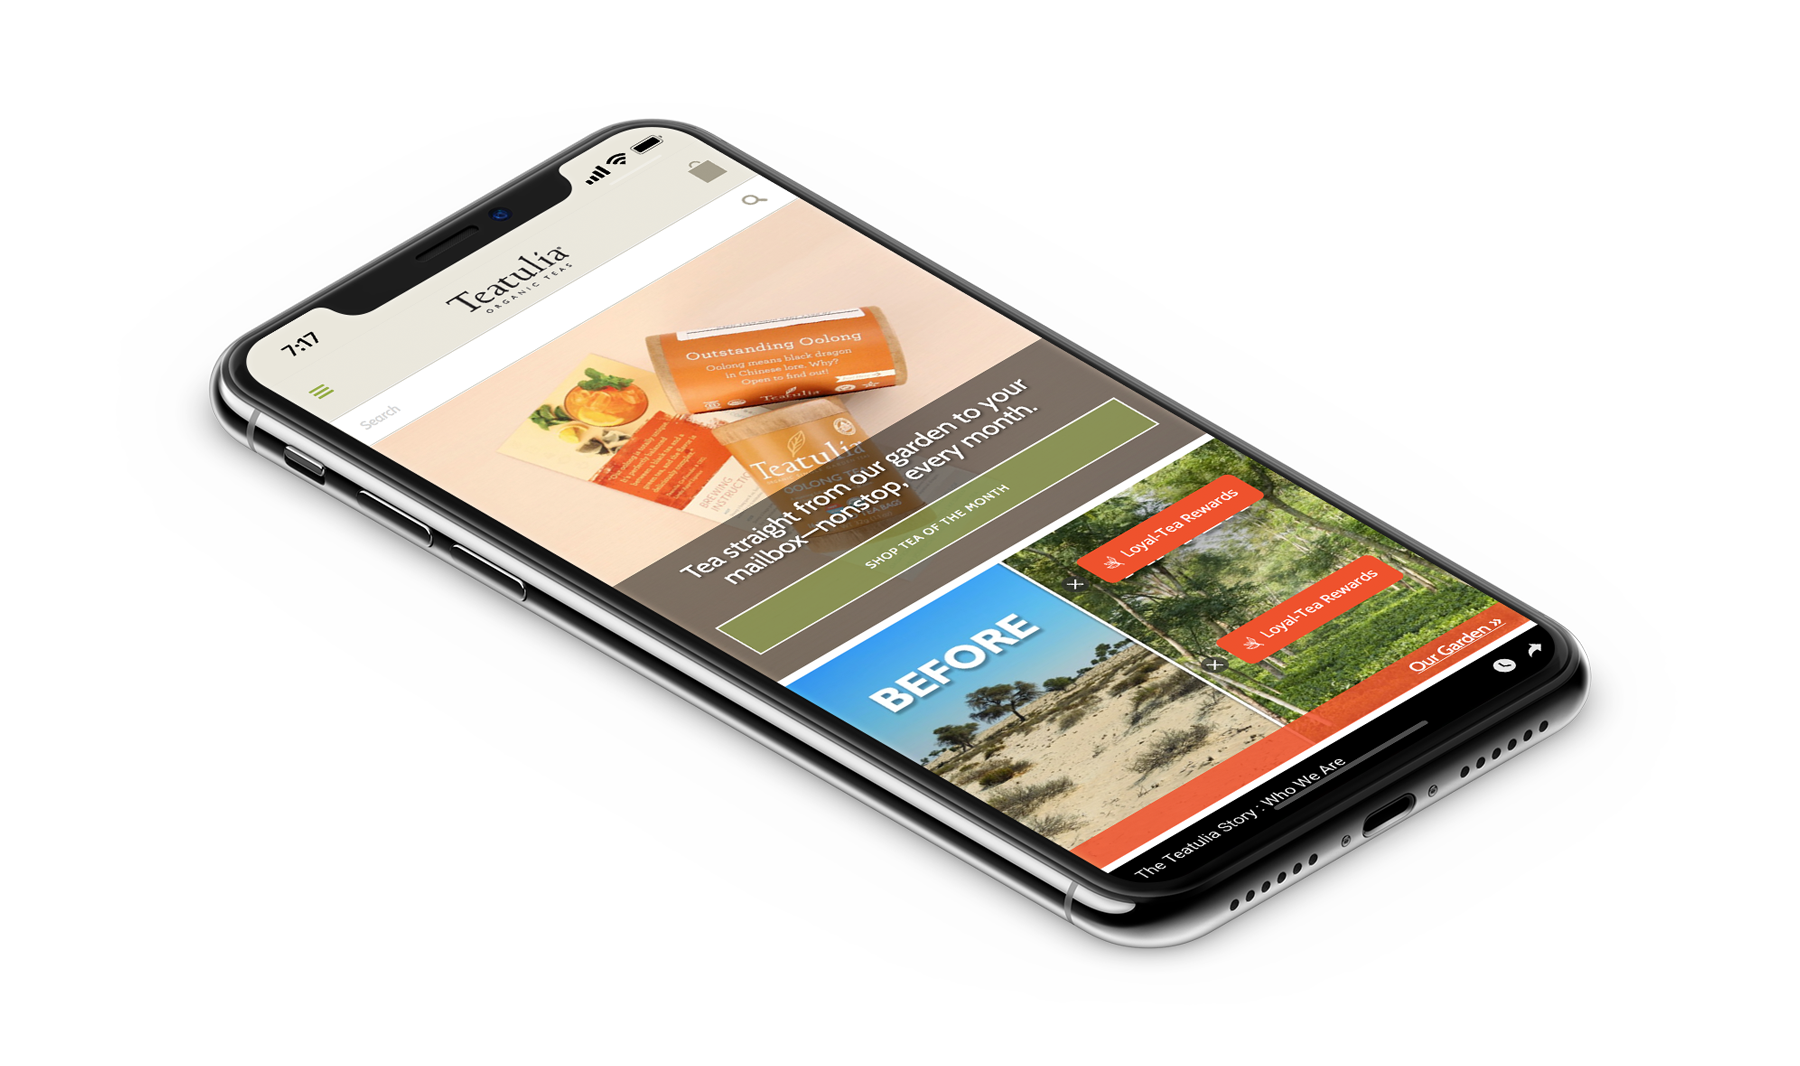 7:17
Teatulia
ORGANIC TEAS
Search
Outstanding Oolong
Oolong means black dragon
in Chinese lore. Why?
Open to find out!
Teatulia
BREWING
Teatulia
OOLONG TEA
Tea straight from our garden to your
mailbox—nonstop, every month.
SHOP TEA OF THE MONTH
BEFORE
Loyal-Tea Rewards
Loyal-Tea Rewards
Our Garden »
The Teatulia Story : Who We Are